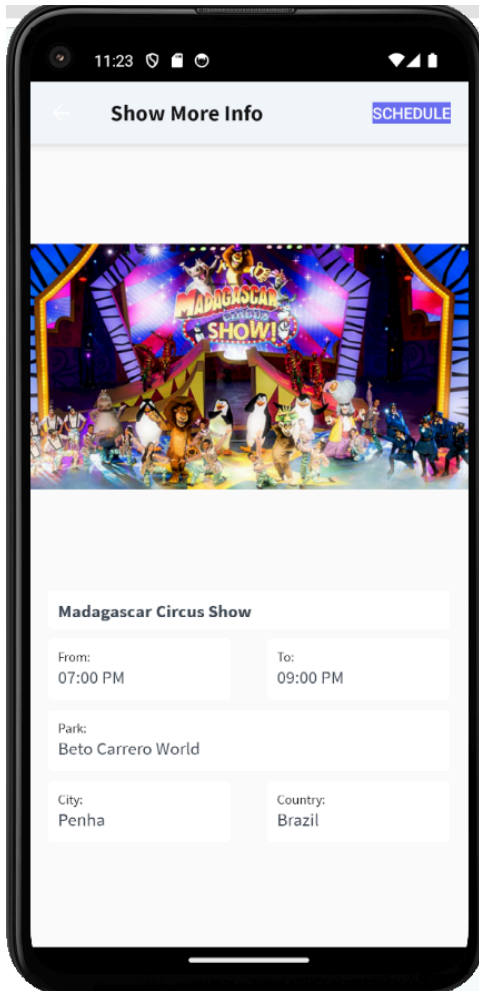 11:23
Show More Info
SCHEDULE
MADAGASCAR
CIRCUS
SHOW!
Madagascar Circus Show
From:
07:00 PM
To:
09:00 PM
Park:
Beto Carrero World
City:
Penha
Country:
Brazil